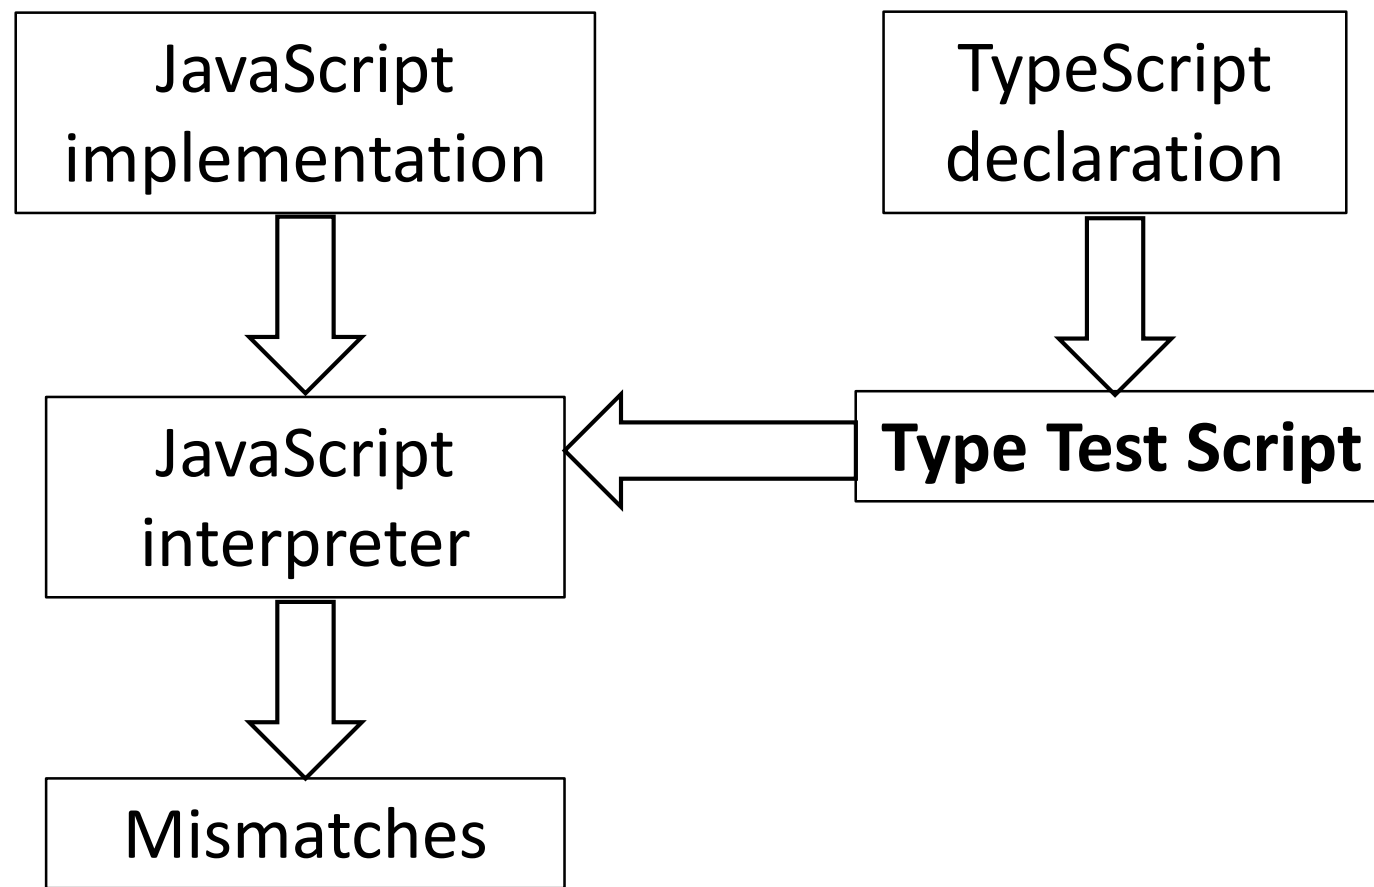 JavaScript
implementation
TypeScript
declaration
JavaScript
interpreter
Type Test Script
Mismatches